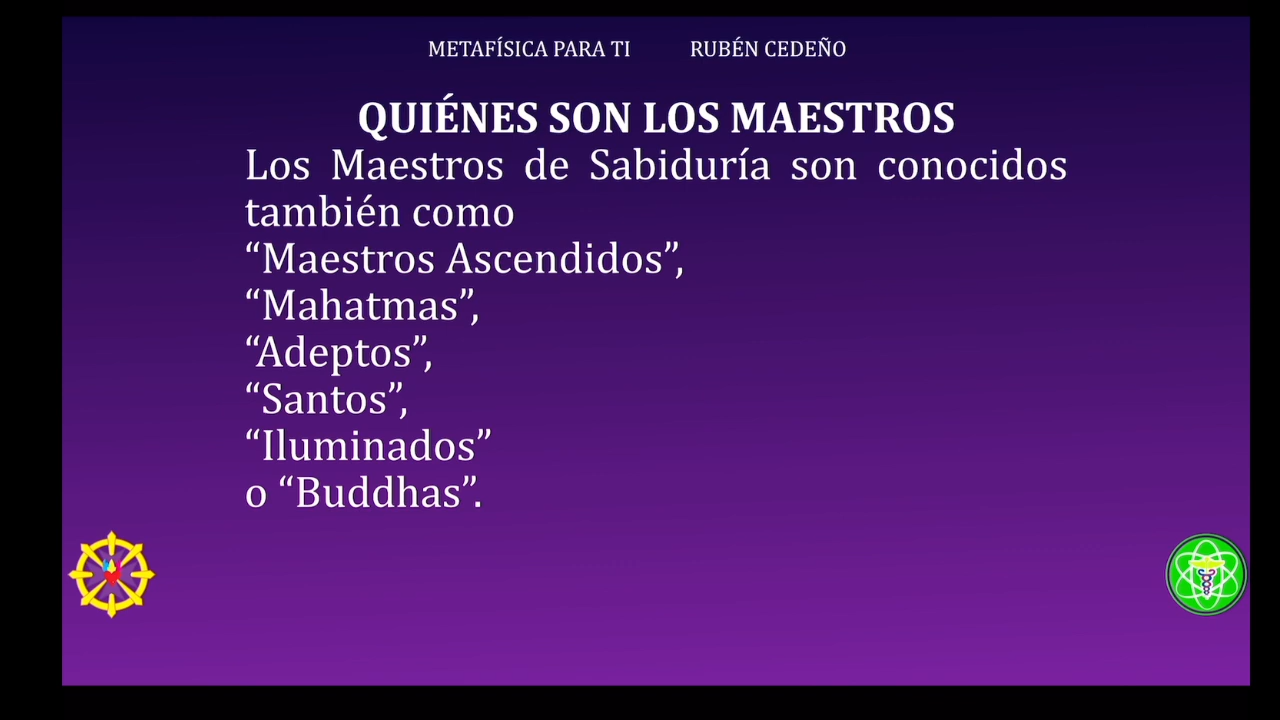 METAFÍSICA PARA TI RUBÉN CEDEÑO
QUIÉNES SON LOS MAESTROS
Los Maestros de Sabiduría son conocidos
también como
“Maestros Ascendidos”,
“Mahatmas”,
“Adeptos”,
“Santos”,
“Iluminados”
o “Buddhas”.